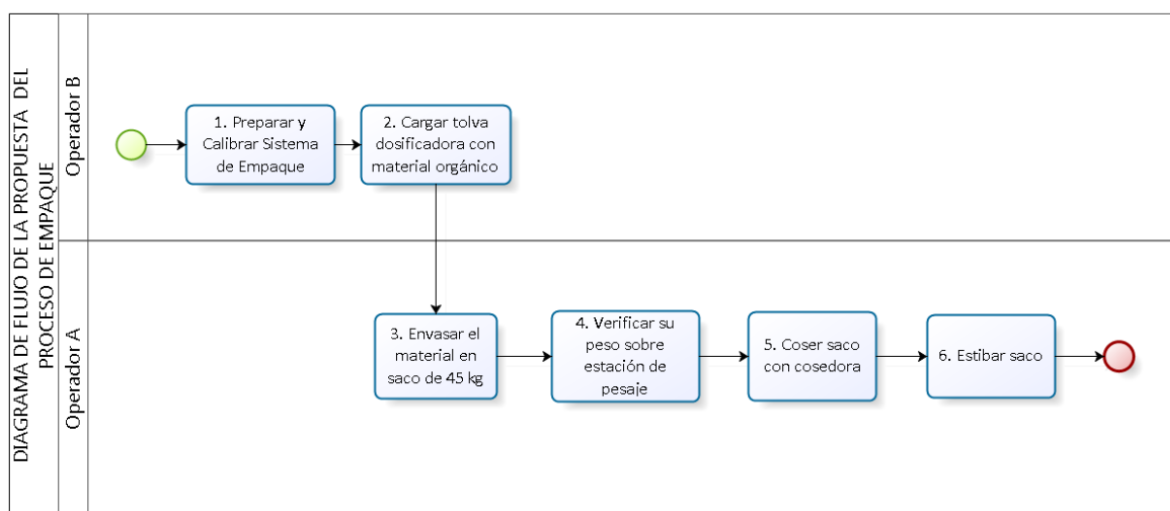 DIAGRAMA DE FLUJO DE LA PROPUESTA DEL
PROCESO DE EMPAQUE
Operador B
1. Preparar y
Calibrar Sistema
de Empaque
2. Cargar tolva
dosificadora con
material orgánico
Operador A
3. Envasar el
material en
saco de 45 kg
4. Verificar su
peso sobre
estación de
pesaje
5. Coser saco
con cosedora
6. Estibar saco